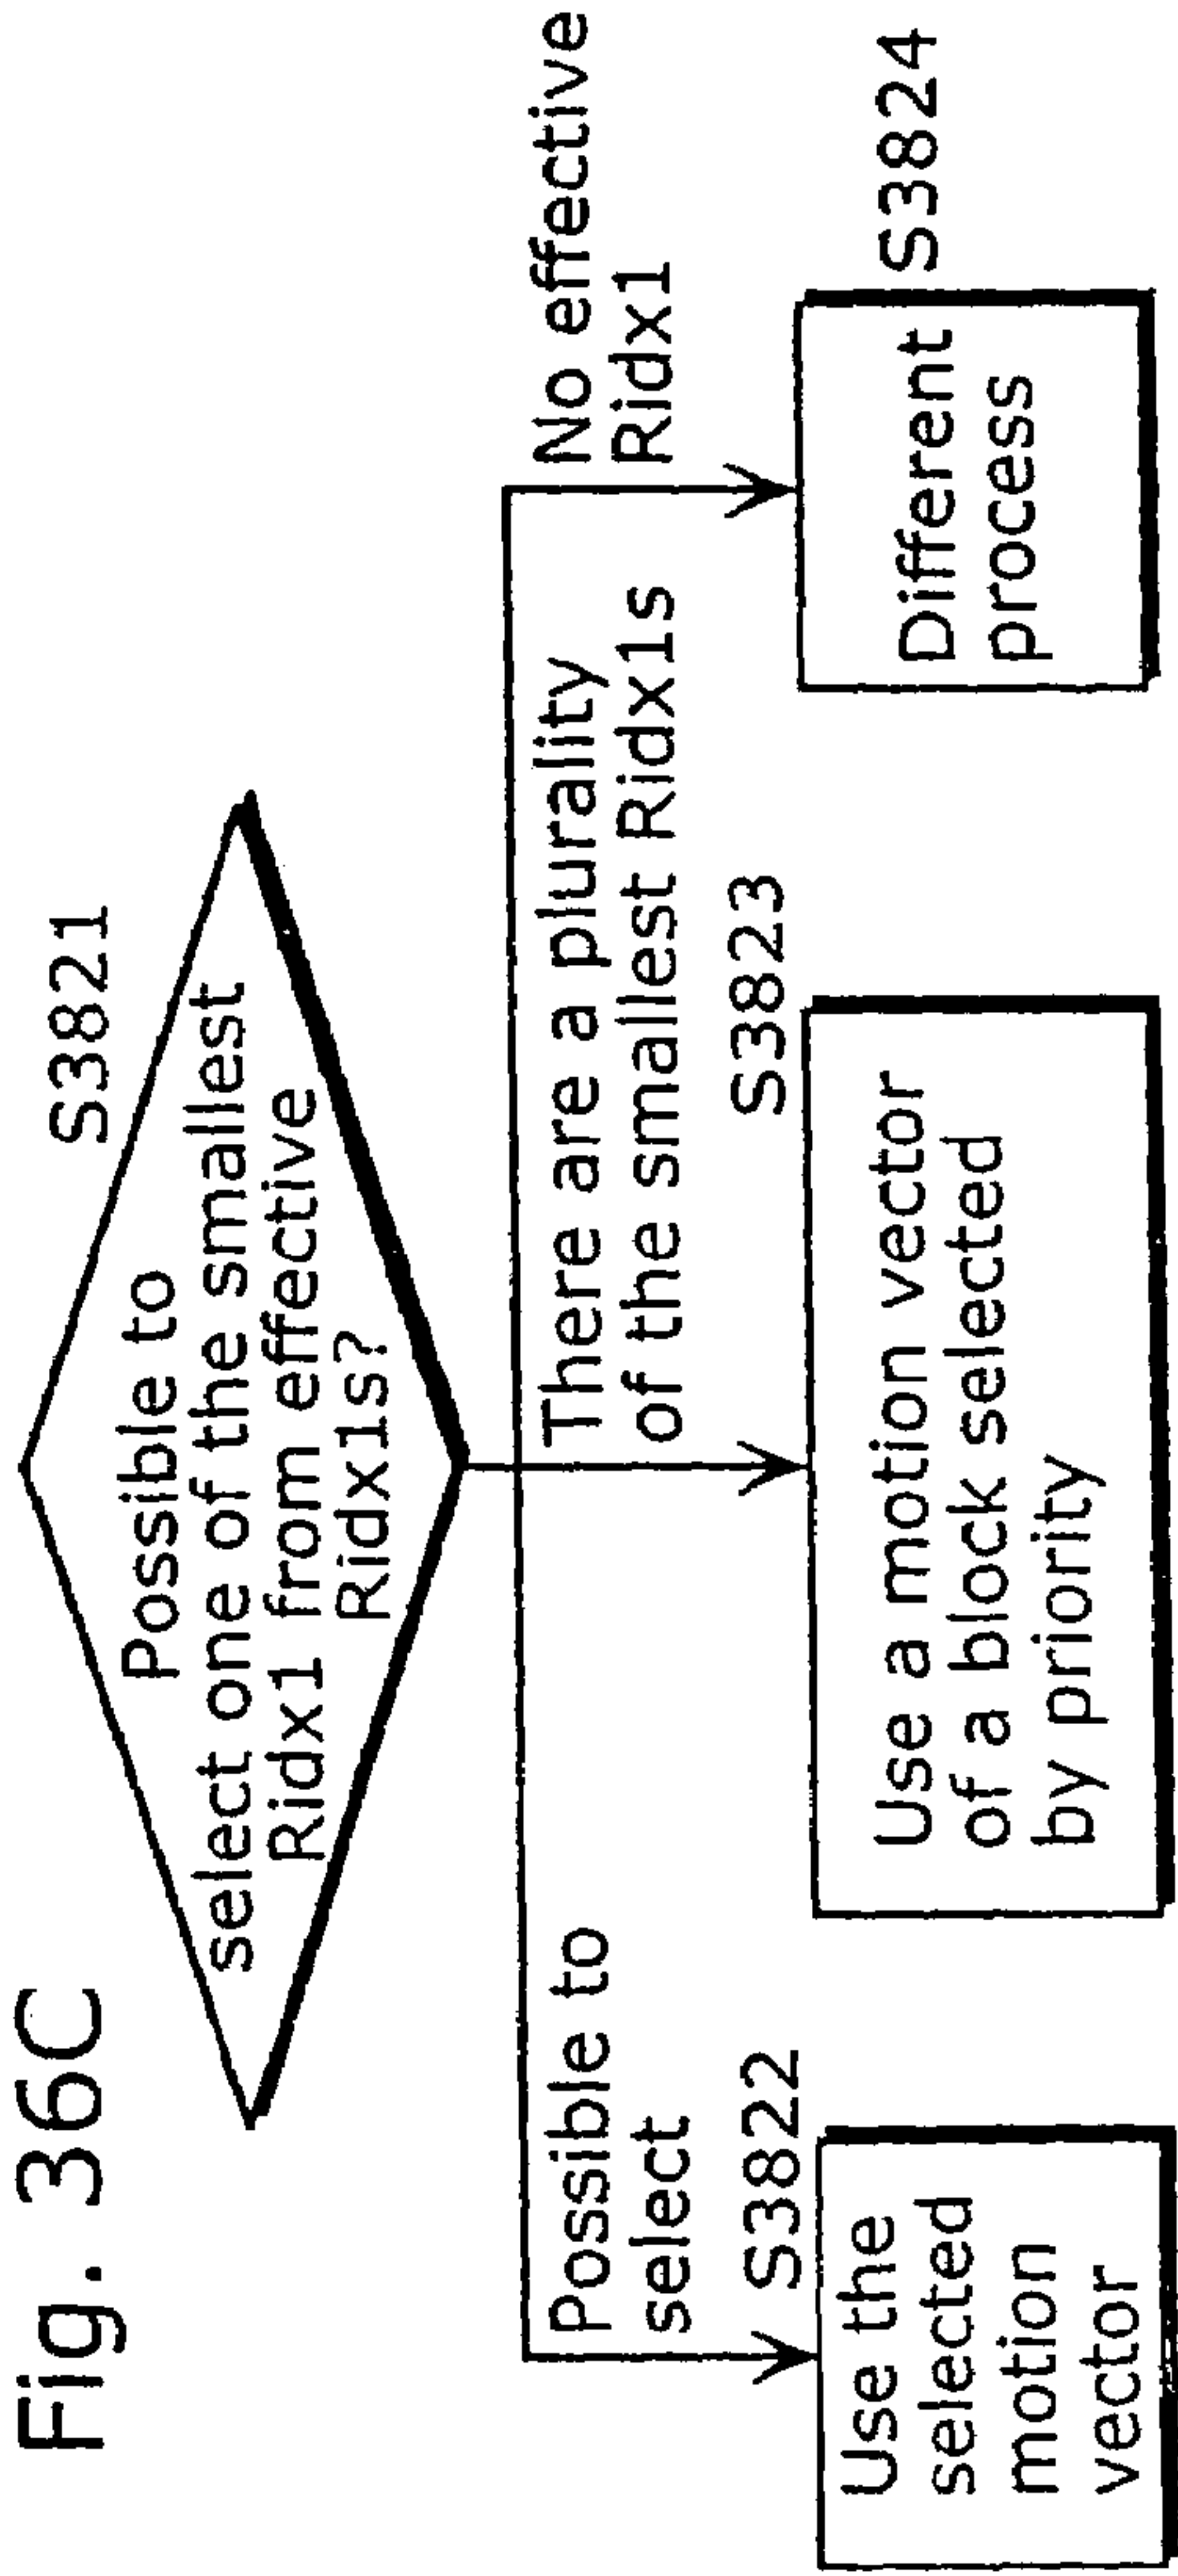 Fig. 36C
S3821
Possible to
select one of the smallest
Ridx1 from effective
Ridx1s?
Possible to
select
There are a plurality
of the smallest Ridx1s
No effective
Ridx1
S3822
Use the
selected
motion
vector
S3823
Use a motion vector
of a block selected
by priority
S3824
Different
process